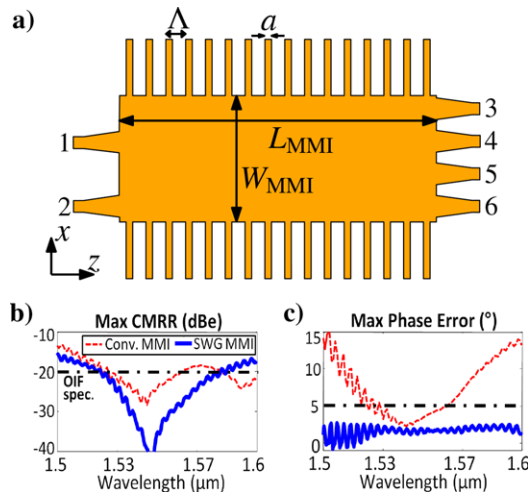 a)
Λ
a
L MMI
W MMI
1
2
3
4
5
6
x
z
b)
Max CMRR (dBe)
Conv. MMI
SWG MMI
OIF spec.
-10
-20
-30
-40
1.5
1.53
1.57
1.6
Wavelength (μm)
c)
Max Phase Error (°)
15
10
5
0
1.5
1.53
1.57
1.6
Wavelength (μm)